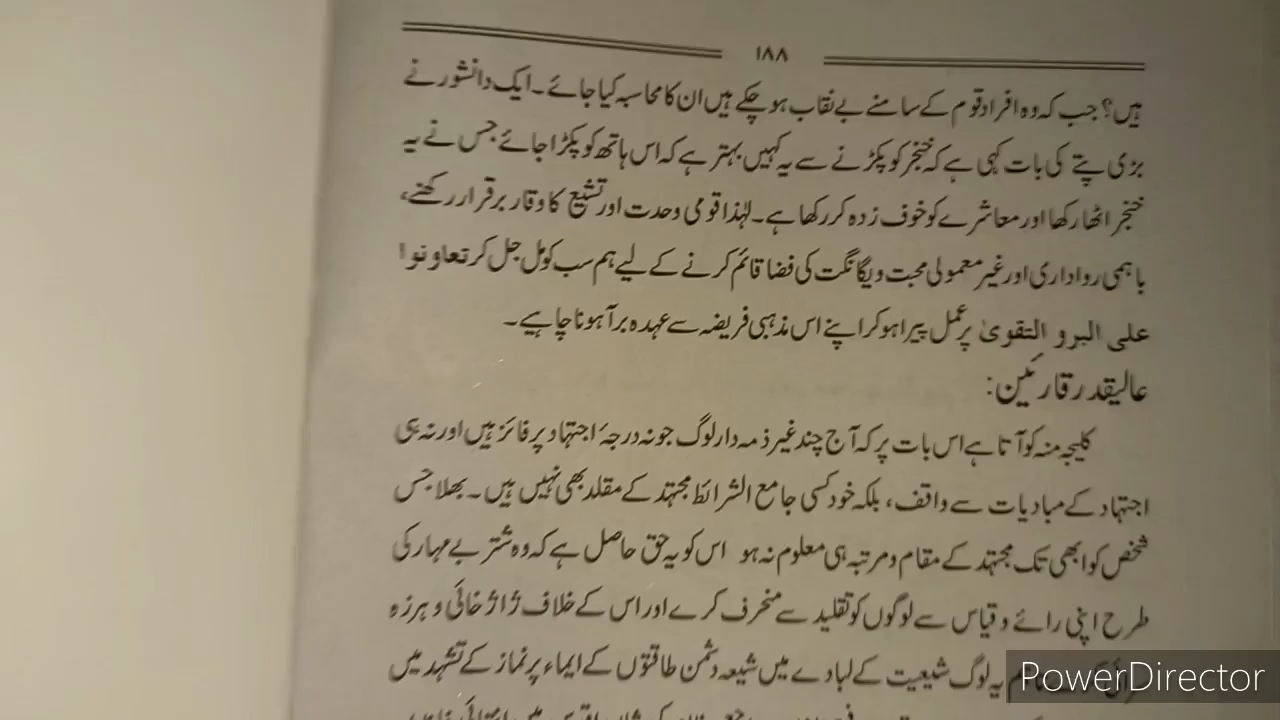 ۱۸۸
ہیں؟ جب کہ وہ افراد قوم کے سامنے بے نقاب ہو چکے ہیں ان کا محاسبہ کیا جائے۔ ایک دانشور نے
بڑی پتے کی بات کہی ہے کہ خنجر کو پکڑنے سے یہ کہیں بہتر ہے کہ اس ہاتھ کو پکڑا جائے جس نے یہ
خنجر اٹھا رکھا اور معاشرے کو خوف زدہ کر رکھا ہے۔ لہٰذا قومی وحدت اور تشیع کا وقار برقرار رکھنے،
باہمی رواداری اور غیر معمولی محبت و یگانگت کی فضا قائم کرنے کے لیے ہم سب کو مل جل کر تعاونوا
علی البرو التقویٰ پر عمل پیرا ہو کر اپنے اس مذہبی فریضہ سے عہدہ برآ ہونا چاہیے۔
عالیقدر قارئین:
کلیجہ منہ کو آتا ہے اس بات پر کہ آج چند غیر ذمہ دار لوگ جو نہ درجۂ اجتہاد پر فائز ہیں اور نہ ہی
اجتہاد کے مبادیات سے واقف، بلکہ خود کسی جامع الشرائط مجتہد کے مقلد بھی نہیں ہیں۔ بھلا جس
شخص کو ابھی تک مجتہد کے مقام و مرتبہ ہی معلوم نہ ہو اس کو یہ حق حاصل ہے کہ وہ شتر بے مہار کی
طرح اپنی رائے و قیاس سے لوگوں کو تقلید سے منحرف کرے اور اس کے خلاف ژاژ خائی و ہرزہ
یہ لوگ شیعیت کے لبادے میں شیعہ دشمن طاقتوں کے ایماء پر نماز کے تشہد میں
PowerDirector